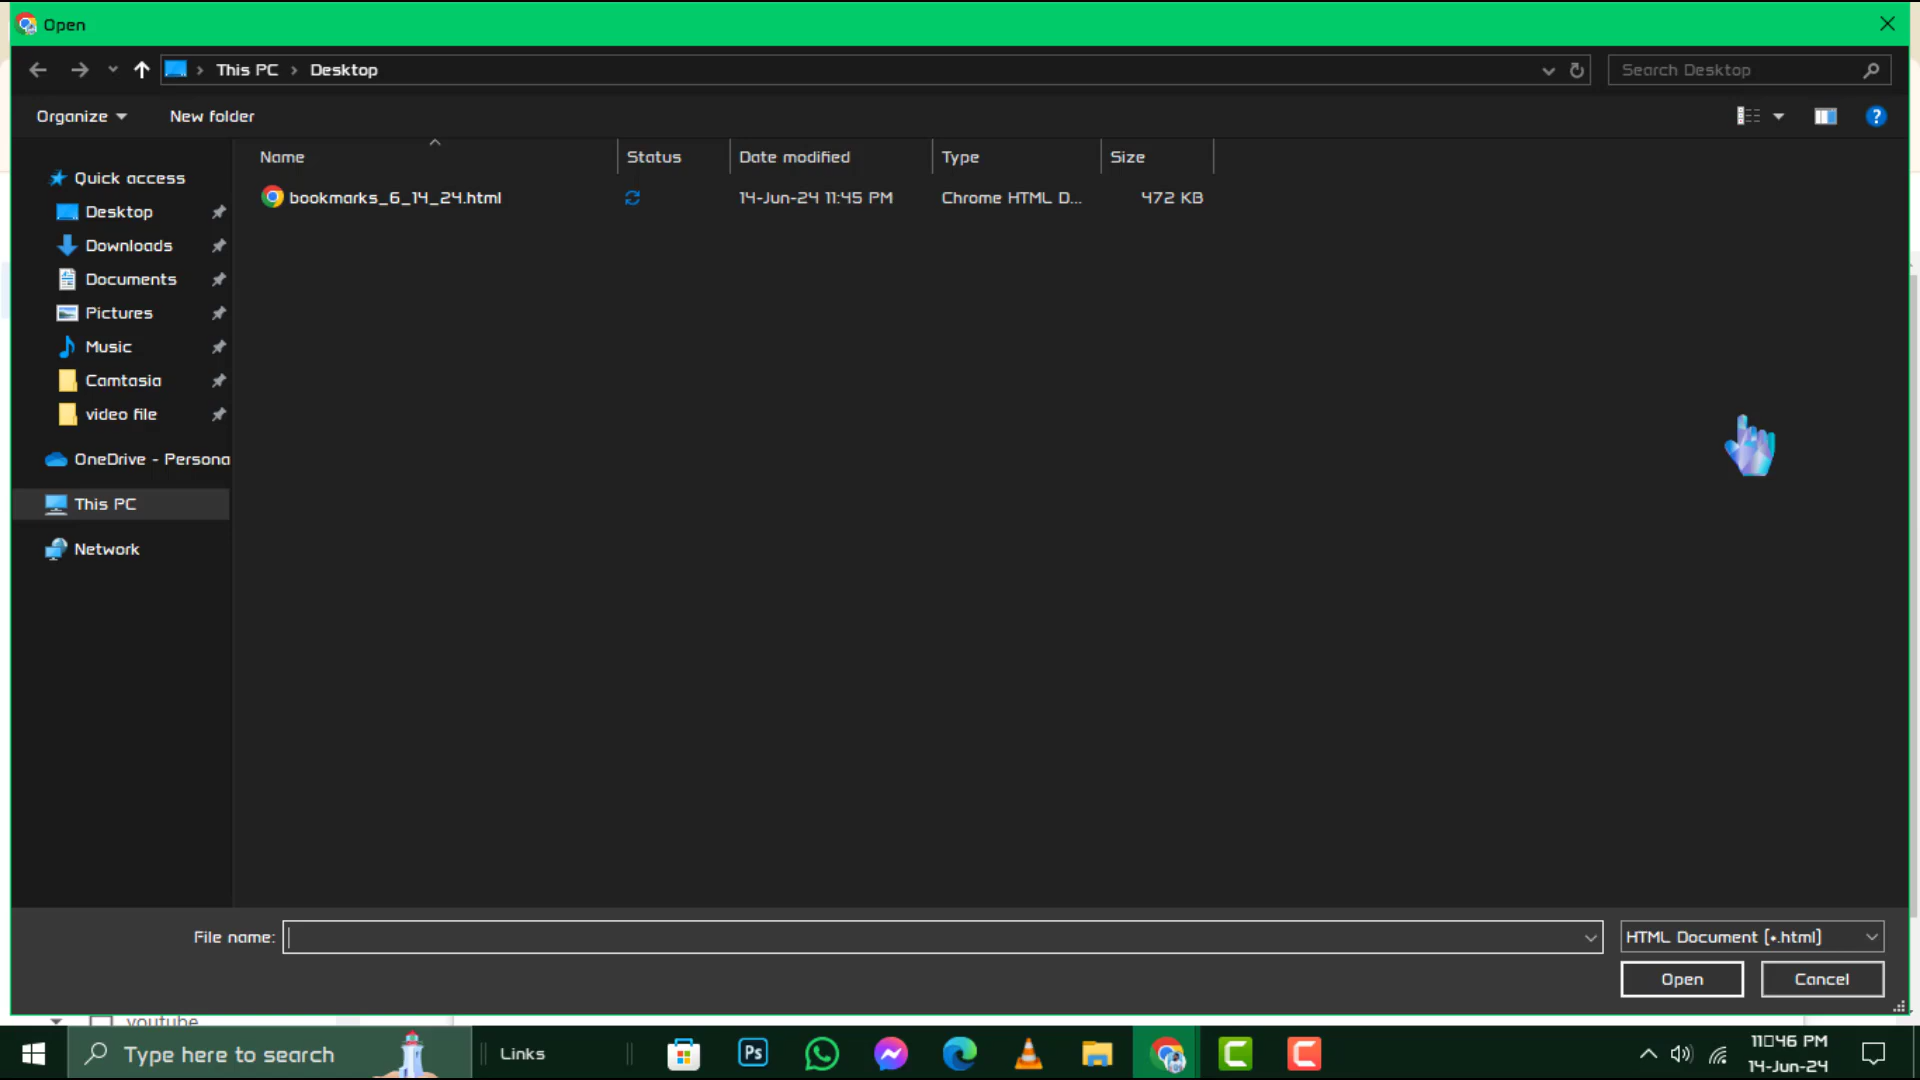 Open
This PC > Desktop
Search Desktop
Organize
New folder
?
Name
Status
Date modified
Type
Size
bookmarks_6_14_24.html
14-Jun-24 11:45 PM
Chrome HTML D...
472 KB
Quick access
Desktop
Downloads
Documents
Pictures
Music
Camtasia
video file
OneDrive - Persona
This PC
Network
File name:
HTML Document (*.html)
Open
Cancel
youtube
Type here to search
Links
Ps
11□46 PM
14-Jun-24